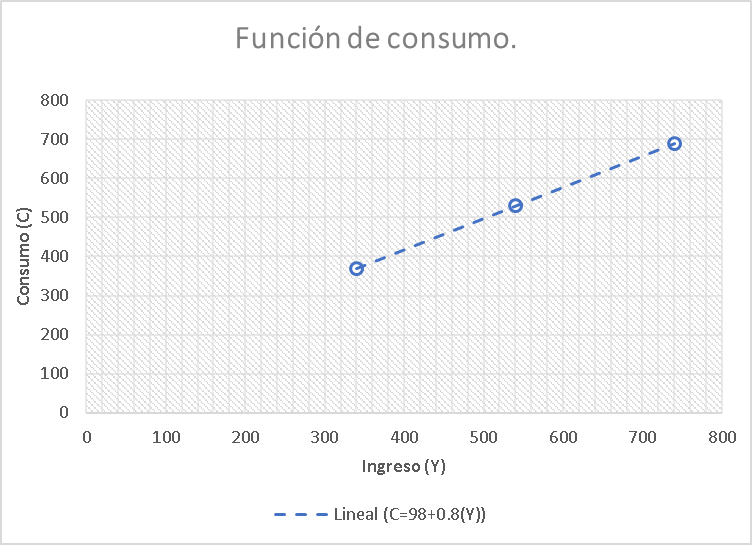 Función de consumo.
800
700
600
500
400
300
200
100
0
Consumo (C)
0 100 200 300 400 500 600 700 800
Ingreso (Y)
Lineal (C=98+0.8(Y))